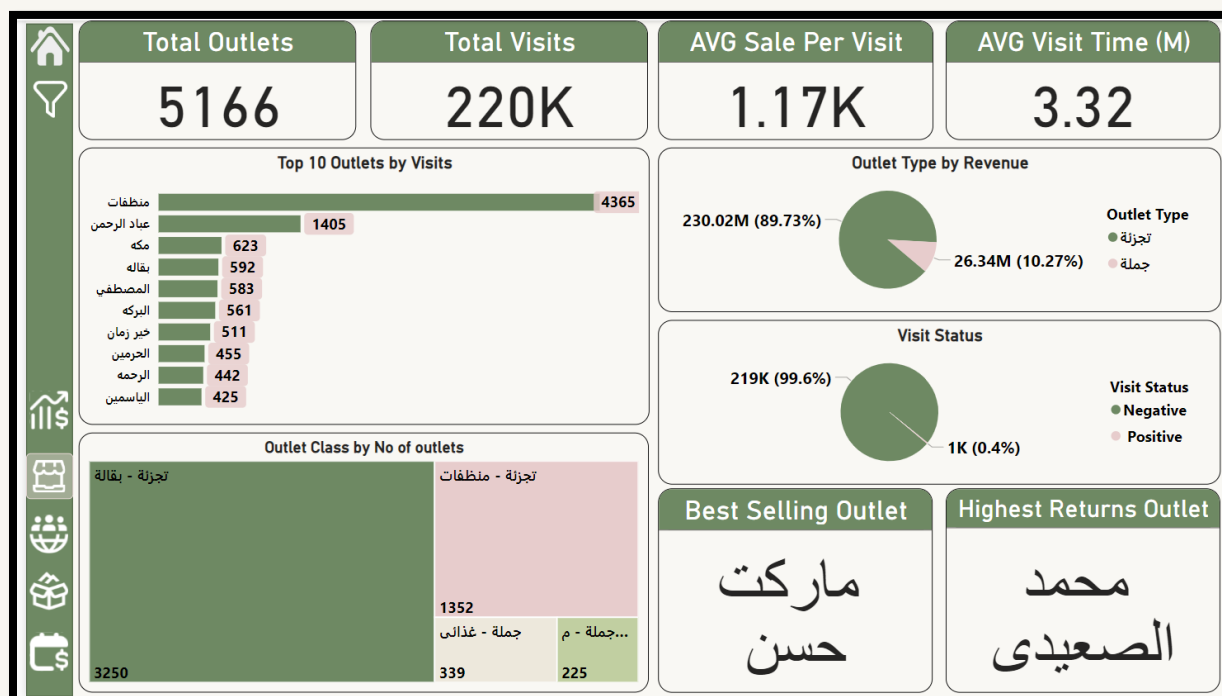 Total Outlets
5166
Total Visits
220K
AVG Sale Per Visit
1.17K
AVG Visit Time (M)
3.32
Top 10 Outlets by Visits
منظفات 4365
عباد الرحمن 1405
مكه 623
بقاله 592
المصطفي 583
البركه 561
خير زمان 511
الحرمين 455
الرحمه 442
الياسمين 425
Outlet Type by Revenue
230.02M (89.73%)
26.34M (10.27%)
Outlet Type
تجزئة
جملة
Visit Status
219K (99.6%)
1K (0.4%)
Visit Status
Negative
Positive
Outlet Class by No of outlets
تجزئة - بقالة
3250
تجزئة - منظفات
1352
جملة - غذائى
339
جملة - م...
225
Best Selling Outlet
ماركت
حسن
Highest Returns Outlet
محمد
الصعيدى